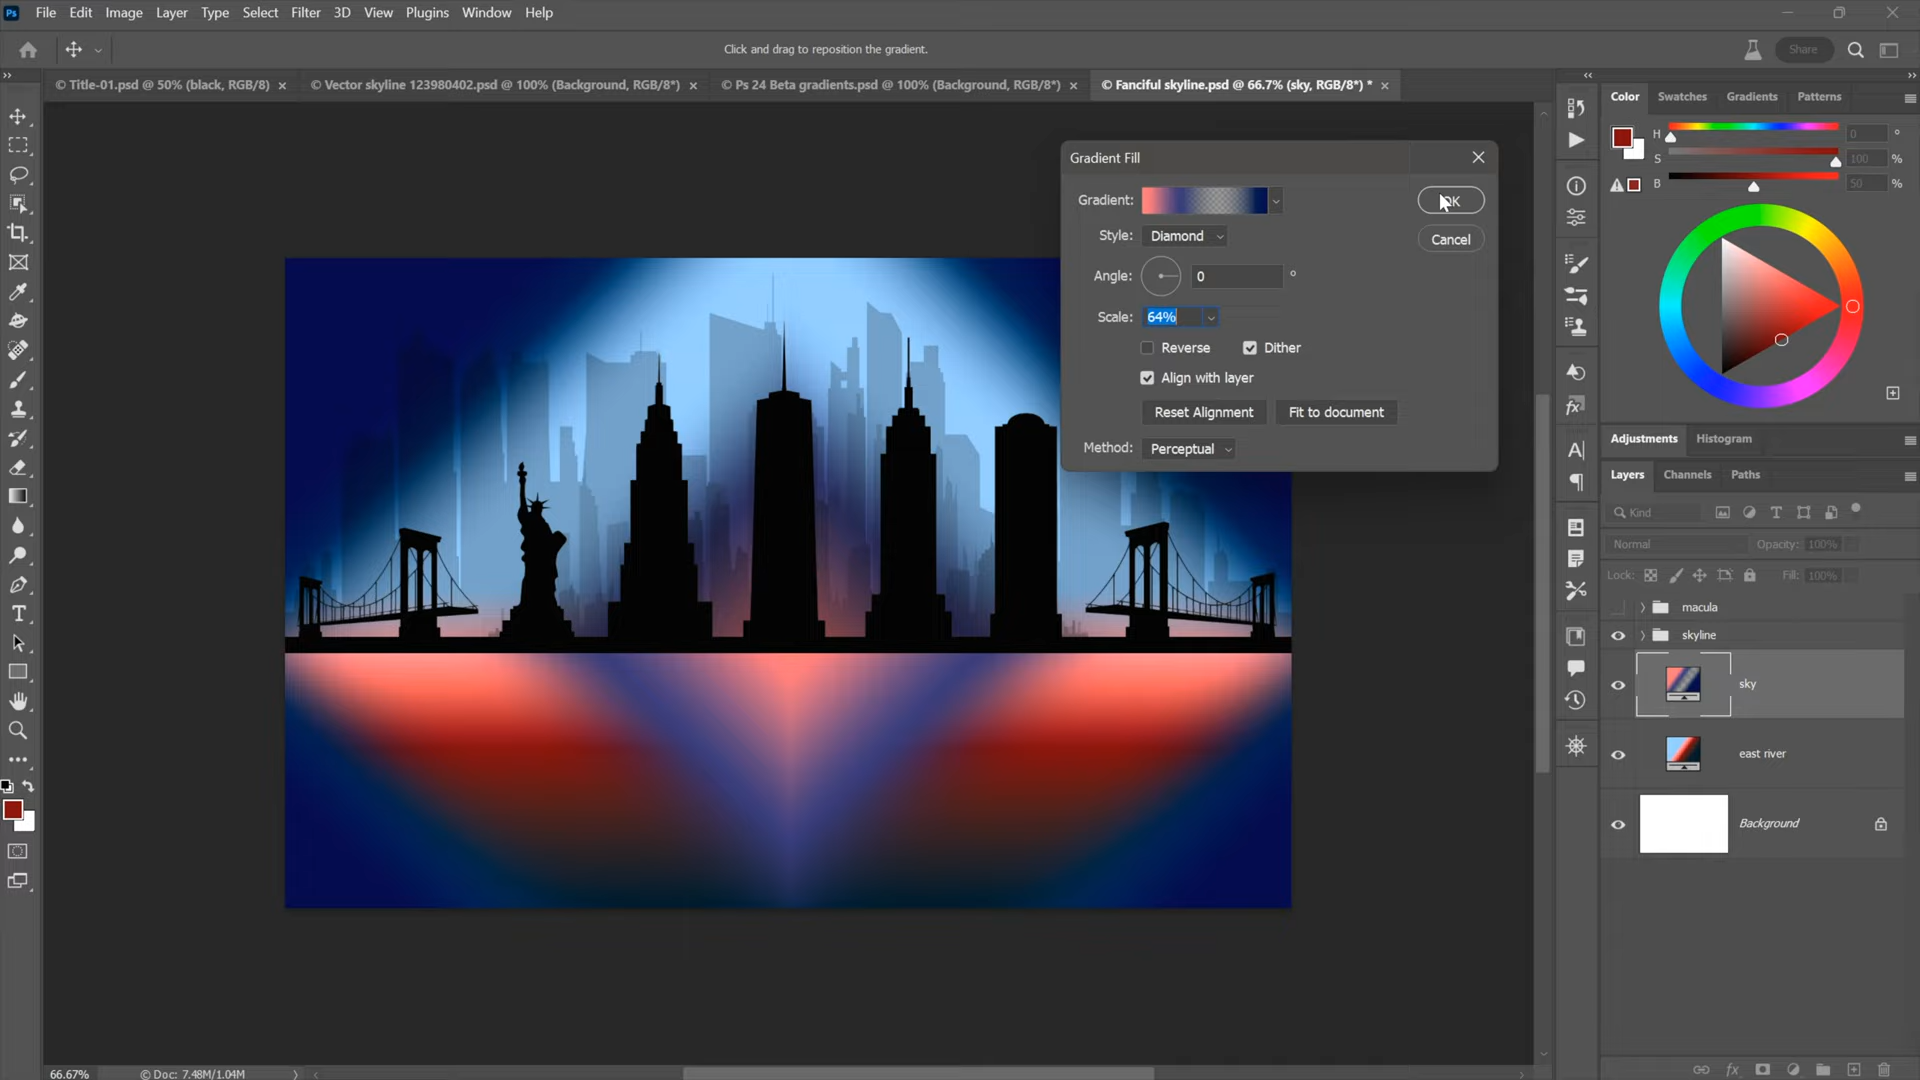 Ps File Edit Image Layer Type Select Filter 3D View Plugins Window Help
Click and drag to reposition the gradient.
Share
© Title-01.psd @ 50% (black, RGB/8) × © Vector skyline 123980402.psd @ 100% (Background, RGB/8*) × © Ps 24 Beta gradients.psd @ 100% (Background, RGB/8*) × © Fanciful skyline.psd @ 66.7% (sky, RGB/8*) * ×
Color Swatches Gradients Patterns
H 0 °
S 100 %
B 50 %
Gradient Fill
Gradient:
OK
Style: Diamond
Cancel
Angle: 0 °
Scale: 64%
Reverse Dither
Align with layer
Reset Alignment Fit to document
Method: Perceptual
Adjustments Histogram
Layers Channels Paths
Kind
Normal Opacity: 100%
Lock: Fill: 100%
macula
skyline
sky
east river
Background
66.67% © Doc: 7.48M/1.04M